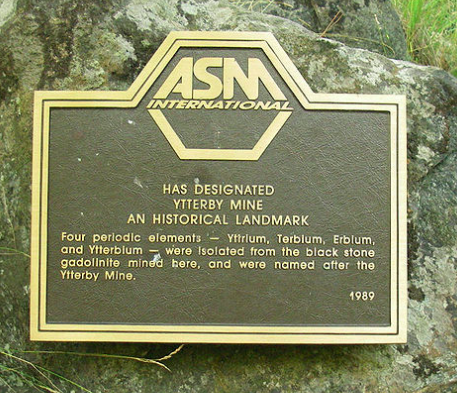 ASM
INTERNATIONAL
HAS DESIGNATED
YTTERBY MINE
AN HISTORICAL LANDMARK
Four periodic elements — Yttrium, Terbium, Erbium,
and Ytterbium — were isolated from the black stone
gadolinite mined here, and were named after the
Ytterby Mine.
1989